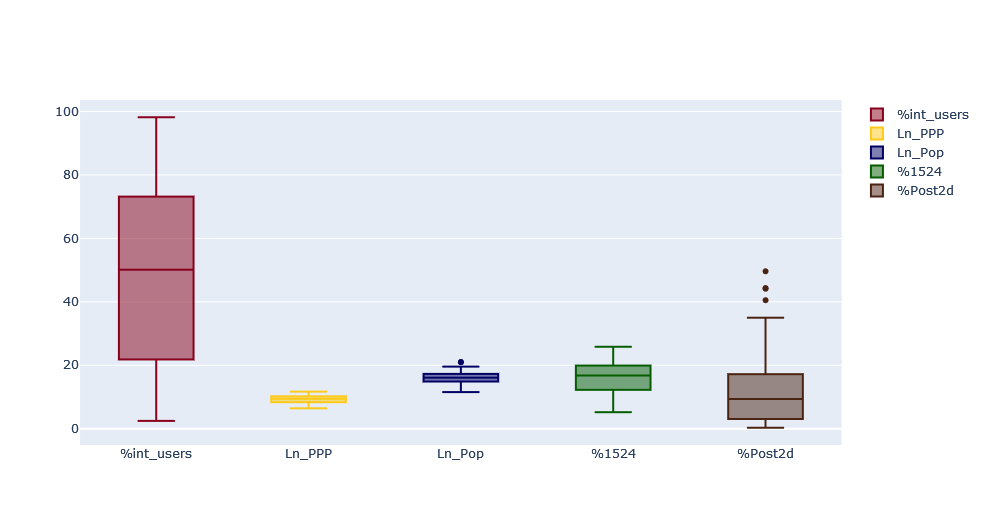 100
80
60
40
20
0
%int_users
Ln_PPP
Ln_Pop
%1524
%Post2d
%int_users
Ln_PPP
Ln_Pop
%1524
%Post2d